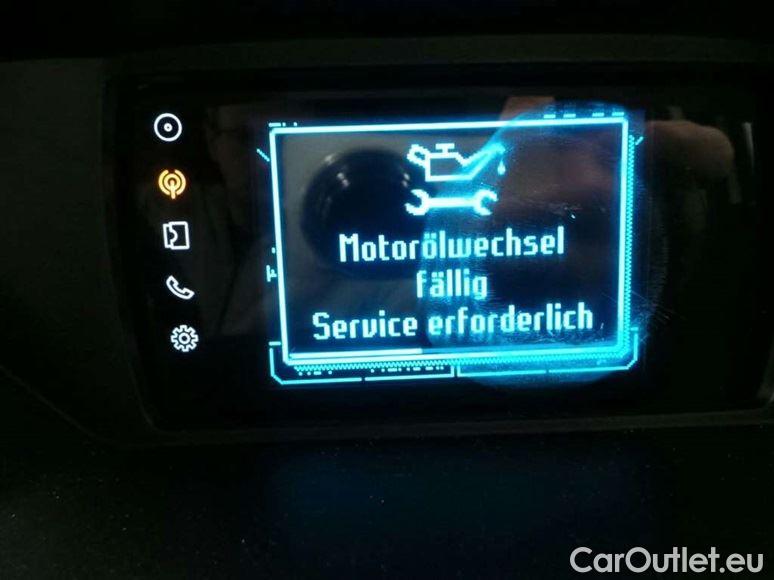 Motorölwechsel
fällig
Service erforderlich
CarOutlet.eu